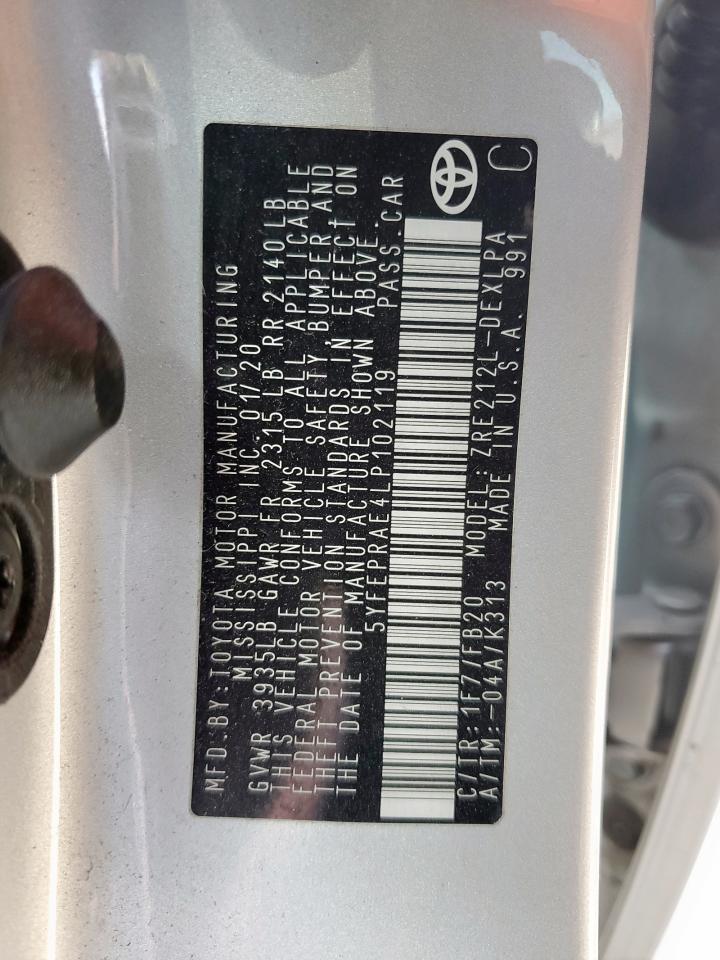 MFD.BY:TOYOTA MOTOR MANUFACTURING
MISSISSIPPI INC. 01/20
GVWR 3935LB GAWR FR 2315 LB RR 2140LB
THIS VEHICLE CONFORMS TO ALL APPLICABLE
FEDERAL MOTOR VEHICLE SAFETY, BUMPER, AND
THEFT PREVENTION STANDARDS IN EFFECT ON
THE DATE OF MANUFACTURE SHOWN ABOVE.
5YFEPRAE4LP102119 PASS.CAR
C/TR:1F7/FB20 MODEL:ZRE212L-DEXLPA
A/TM:-04A/K313 MADE IN U.S.A. 991 C